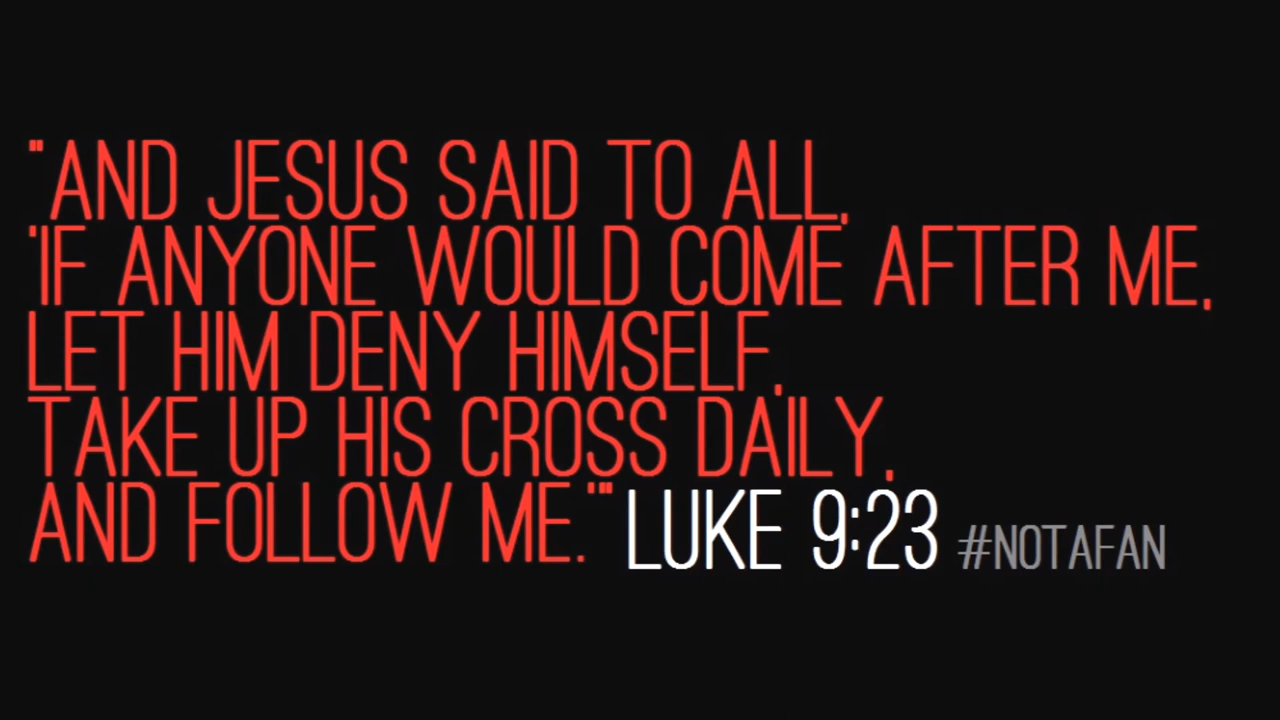 "AND JESUS SAID TO ALL,
'IF ANYONE WOULD COME AFTER ME,
LET HIM DENY HIMSELF,
TAKE UP HIS CROSS DAILY,
AND FOLLOW ME.'" LUKE 9:23 #NOTAFAN